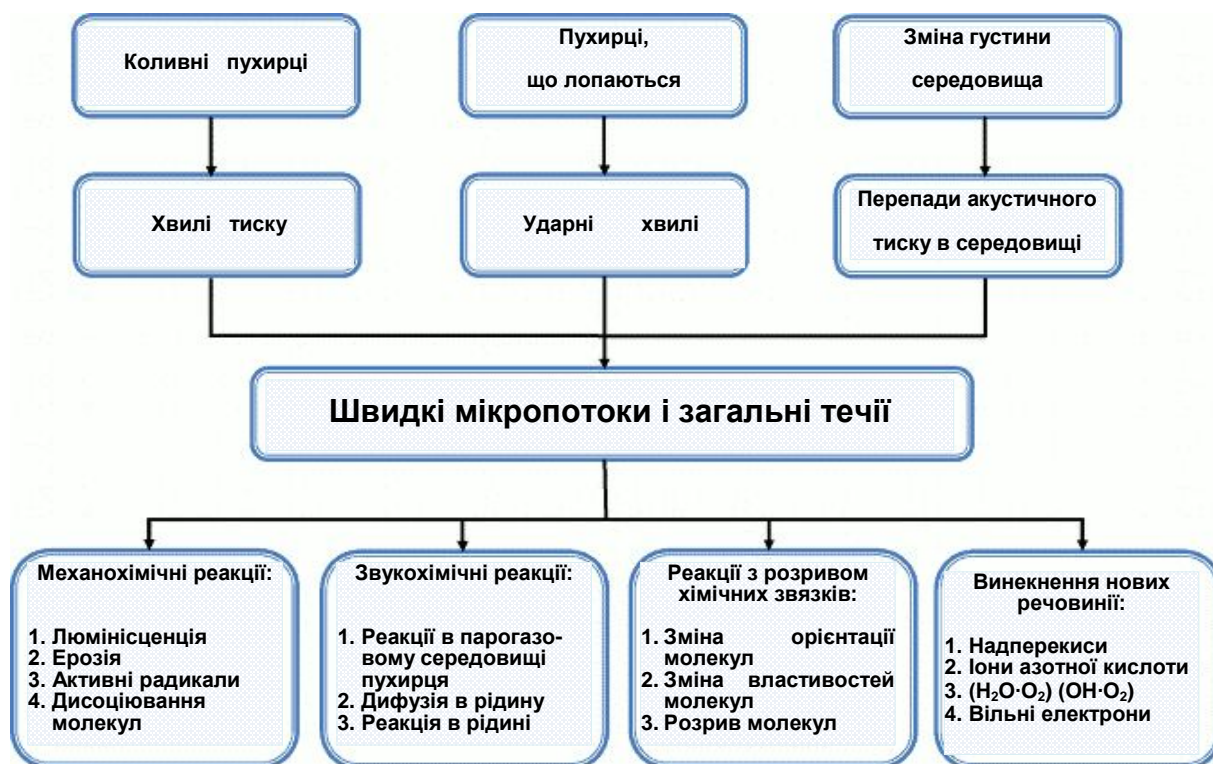 Коливні пухирці
Пухирці,
що лопаються
Зміна густини
середовища
Хвилі тиску
Ударні хвилі
Перепади акустичного
тиску в середовищі
Швидкі мікропотоки і загальні течії
Механохімічні реакції:
1. Люмінісценція
2. Ерозія
3. Активні радикали
4. Дисоціювання
молекул
Звукохімічні реакції:
1. Реакції в парогазо-
вому середовищі
пухирця
2. Дифузія в рідину
3. Реакція в рідині
Реакції з розривом
хімічних звязків:
1. Зміна орієнтації
молекул
2. Зміна властивостей
молекул
3. Розрив молекул
Винекнення нових
речовинії:
1. Надперекиси
2. Іони азотної кислоти
3. (H₂O·O₂) (OH·O₂)
4. Вільні електрони